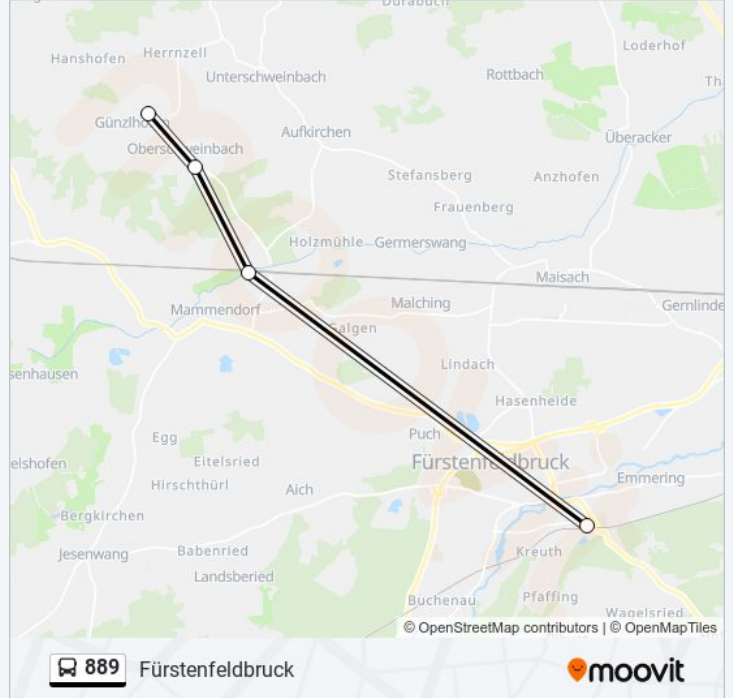 Durabuch
Hanshofen
Herrnzell
Loderhof
Unterschweinbach
Rottbach
Th
Günzlhofen
Aufkirchen
Überacker
Oberschweinbach
Stefansberg
Anzhofen
Frauenberg
Holzmühle
Germerswang
Maisach
Mammendorf
Malching
Gernlinde
Galgen
Lindach
senhausen
Hasenheide
Puch
Egg
Eitelsried
Fürstenfeldbruck
elshofen
Emmering
Hirschthürl
Aich
Bergkirchen
Jesenwang
Babenried
Kreuth
Landsberied
Buchenau
Pfaffing
Wagelsried
© OpenStreetMap contributors | © OpenMapTiles
889 Fürstenfeldbruck
moovit